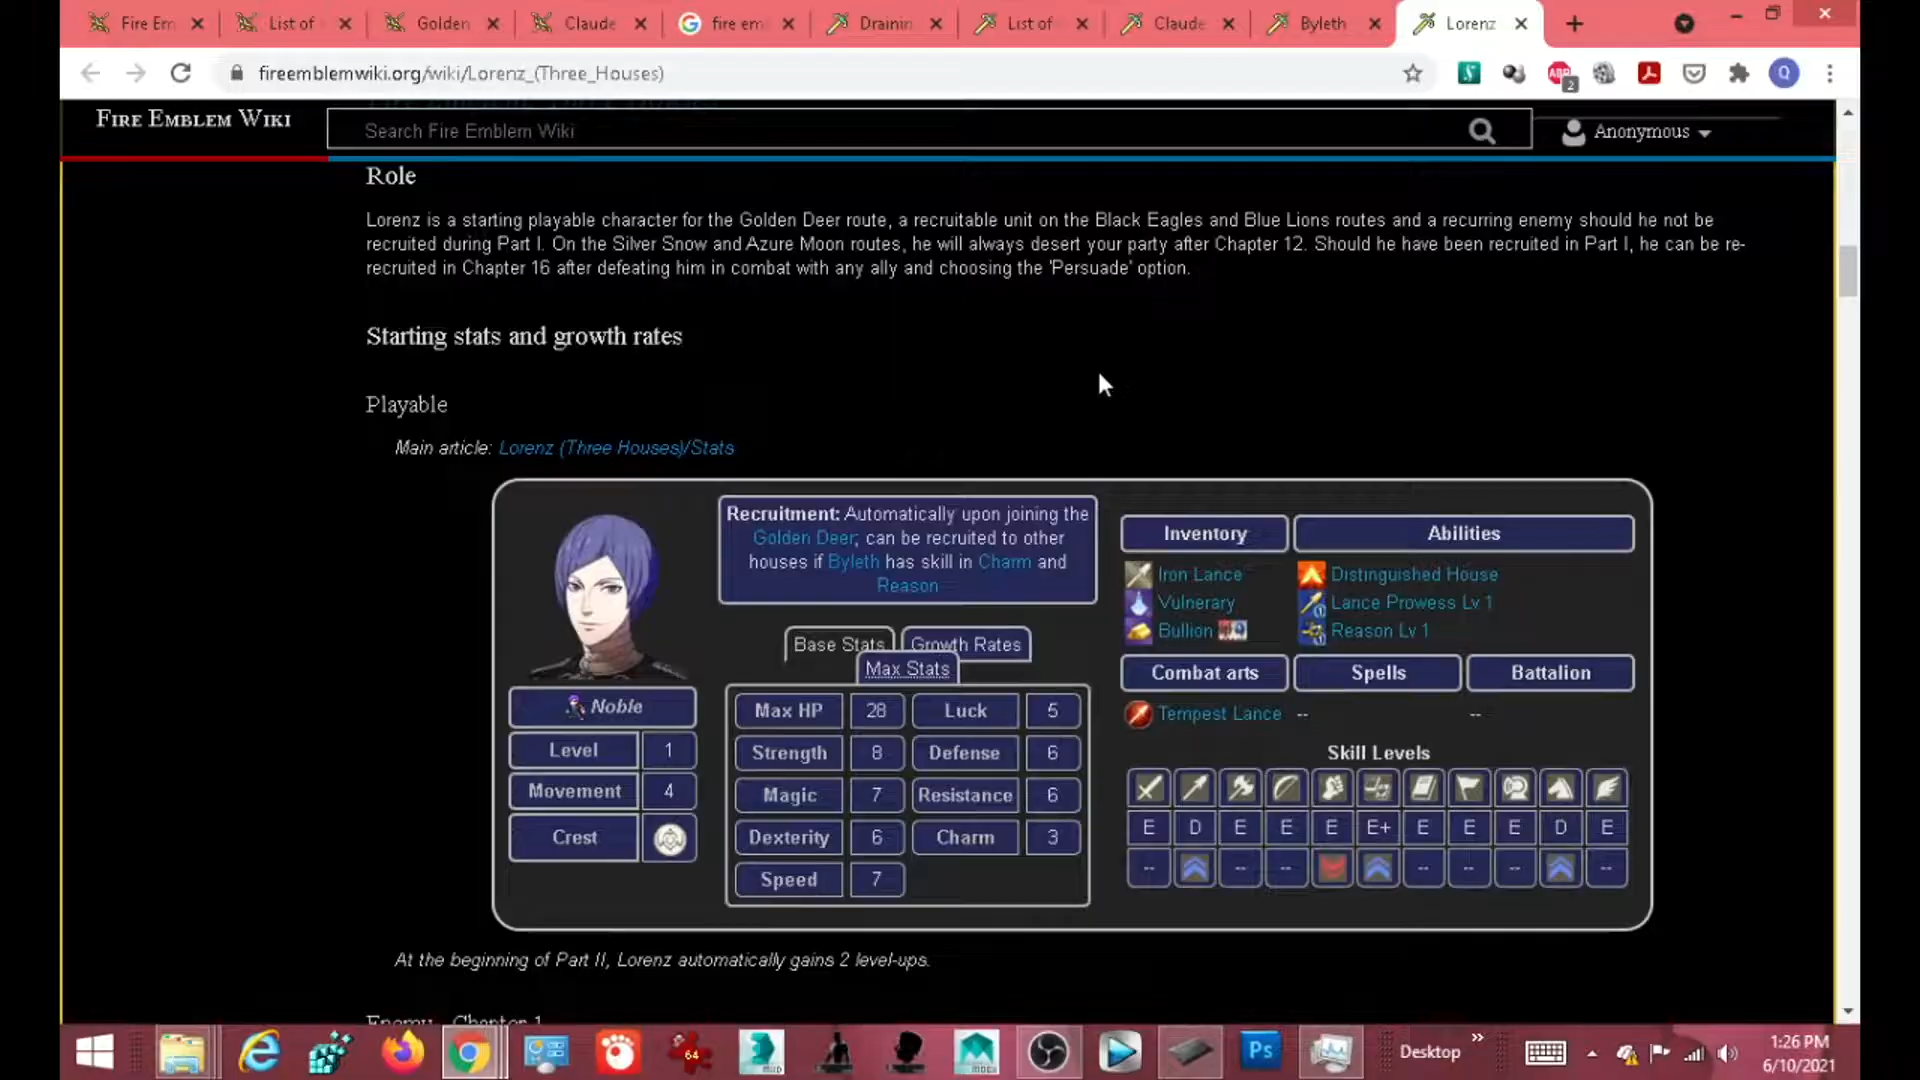 Fire Em
List of
Golden
Claude
fire em
Drainin
List of
Claude
Byleth
Lorenz
fireemblemwiki.org/wiki/Lorenz_(Three_Houses)
ABP
2
Q
FIRE EMBLEM WIKI
Search Fire Emblem Wiki
Anonymous
Role
Lorenz is a starting playable character for the Golden Deer route, a recruitable unit on the Black Eagles and Blue Lions routes and a recurring enemy should he not be
recruited during Part I. On the Silver Snow and Azure Moon routes, he will always desert your party after Chapter 12. Should he have been recruited in Part I, he can be re-
recruited in Chapter 16 after defeating him in combat with any ally and choosing the 'Persuade' option.
Starting stats and growth rates
Playable
Main article: Lorenz (Three Houses)/Stats
Noble
Level 1
Movement 4
Crest
Recruitment: Automatically upon joining the
Golden Deer; can be recruited to other
houses if Byleth has skill in Charm and
Reason
Base Stats Growth Rates
Max Stats
Max HP 28 Luck 5
Strength 8 Defense 6
Magic 7 Resistance 6
Dexterity 6 Charm 3
Speed 7
Inventory Abilities
Iron Lance Distinguished House
Vulnerary Lance Prowess Lv 1
Bullion Reason Lv 1
Combat arts Spells Battalion
Tempest Lance -- --
Skill Levels
E D E E E E+ E E E D E
-- -- -- -- -- -- --
At the beginning of Part II, Lorenz automatically gains 2 level-ups.
Enemy - Chapter 1
64
Ps
Desktop
1:26 PM
6/10/2021